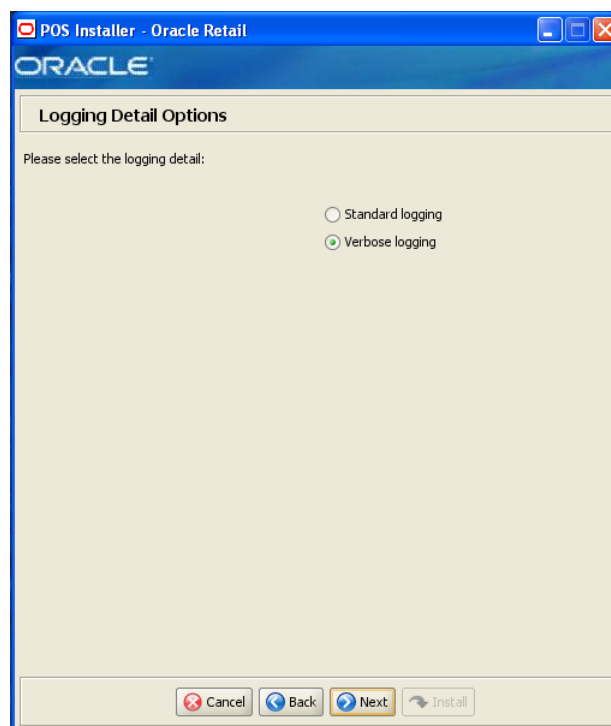 POS Installer - Oracle Retail
ORACLE
Logging Detail Options
Please select the logging detail:
Standard logging
Verbose logging
Cancel Back Next Install